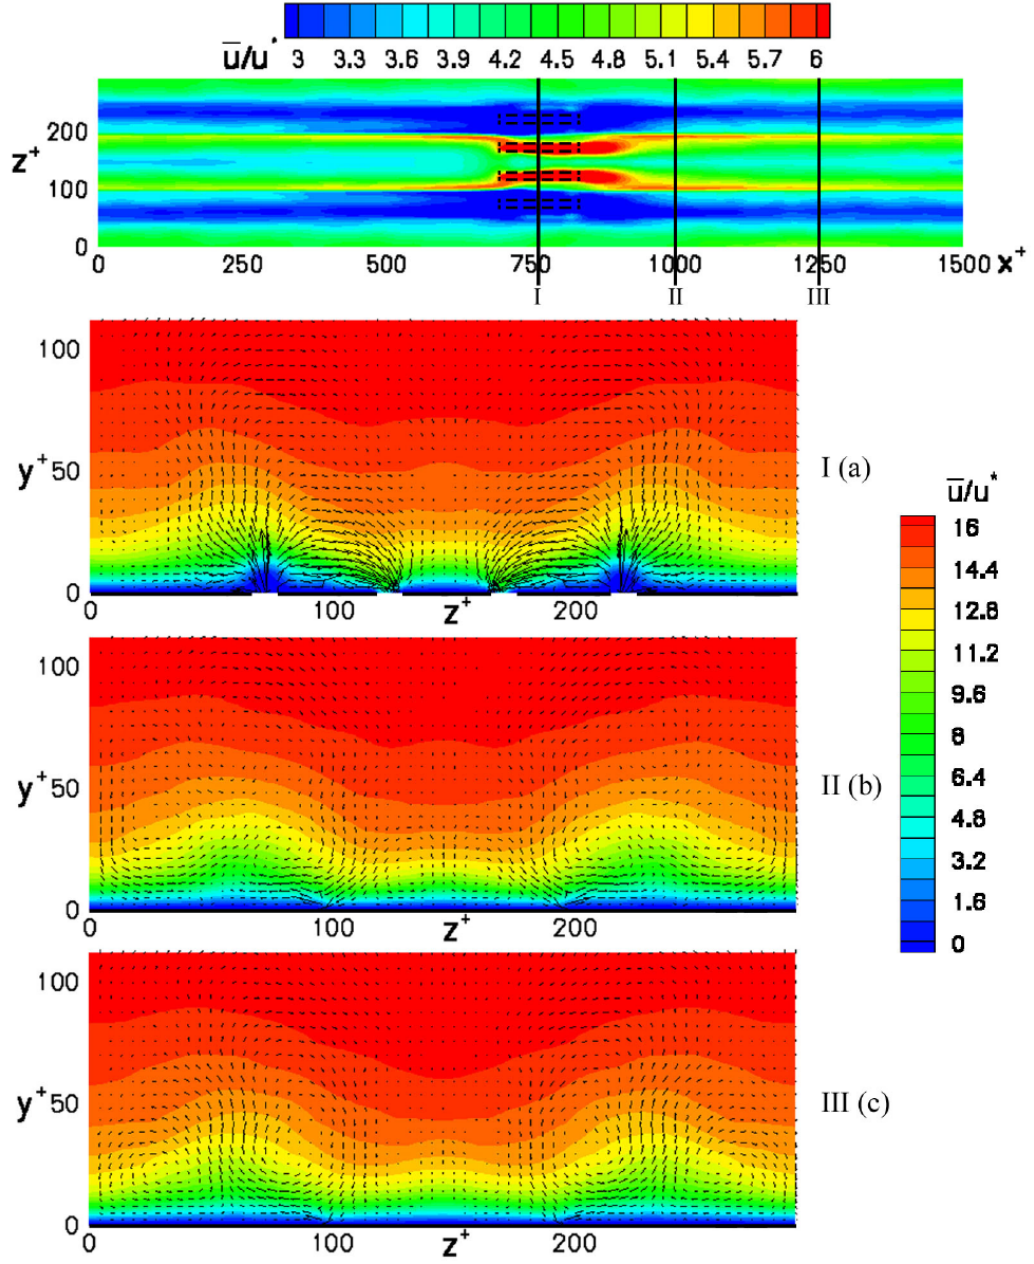 u̅/u* 3 3.3 3.6 3.9 4.2 4.5 4.8 5.1 5.4 5.7 6
200
z⁺
100
0
0 250 500 750 1000 1250 1500 x⁺
I II III
100
y⁺ 50
0
0 100 z⁺ 200
I (a)
100
y⁺ 50
0
0 100 z⁺ 200
II (b)
100
y⁺ 50
0
0 100 z⁺ 200
III (c)
u̅/u*
16
14.4
12.8
11.2
9.6
8
6.4
4.8
3.2
1.6
0